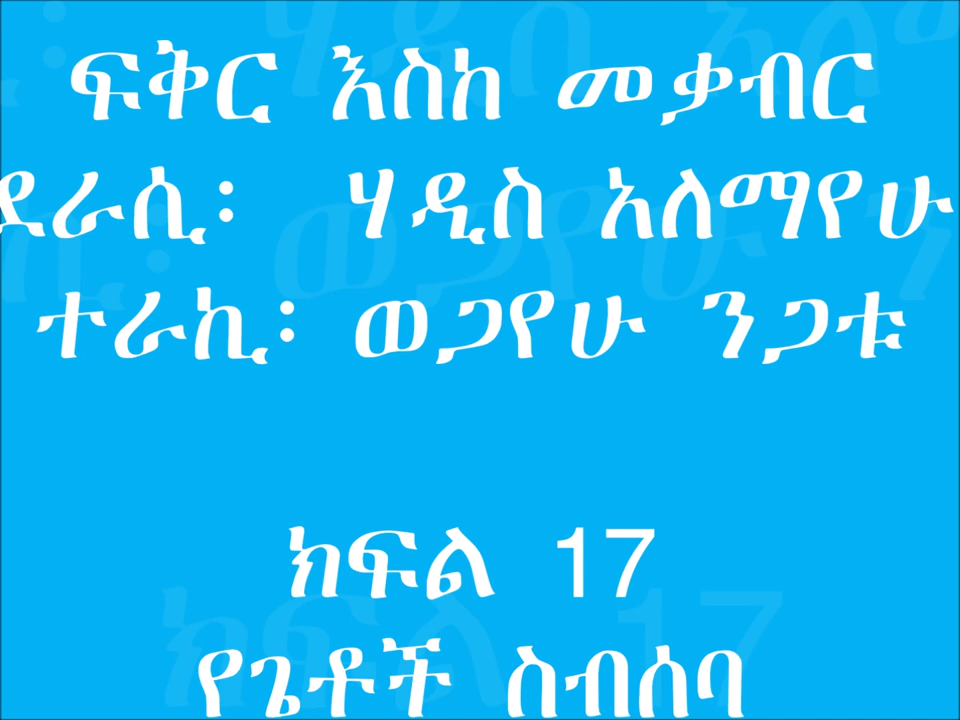 ፍቅር እስከ መቃብር
ደራሲ፡ ሃዲስ አለማየሁ
ተራኪ፡ ወጋየሁ ንጋቱ
ክፍል 17
የጌቶች ስብሰባ